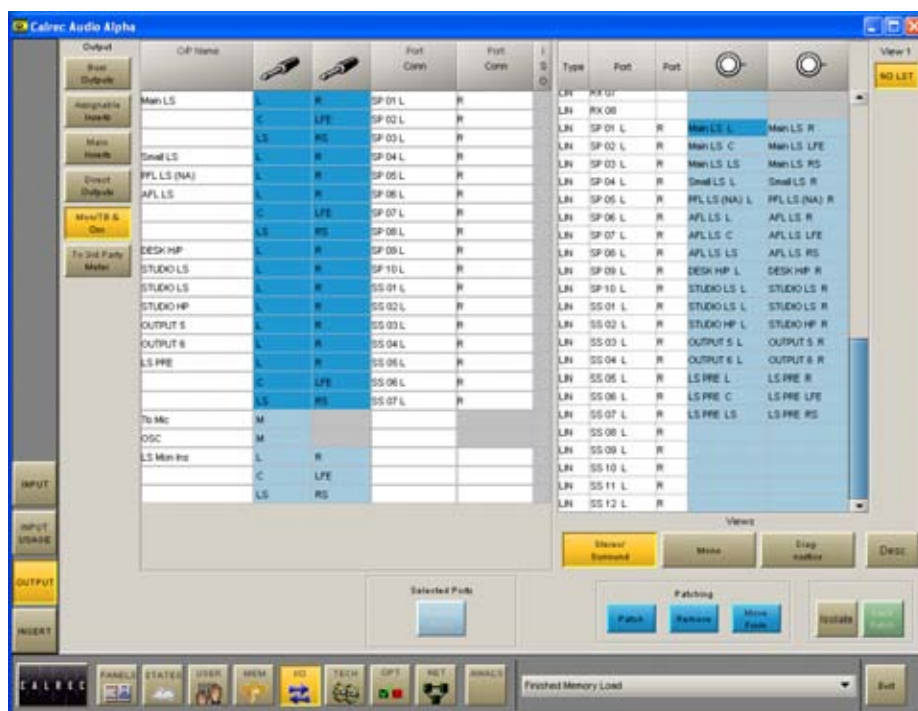 Calrec Audio Alpha
Output
Outputs
Assignable Inserts
Main Inserts
Direct Outputs
Mon/TB & Osc
To 3rd Party Meter
INPUT
INPUT USAGE
OUTPUT
INSERT
O/P Name
Port Conn
Port Conn
I S O
Main LS L R SP 01 L R
C LFE SP 02 L R
LS RS SP 03 L R
Small LS L R SP 04 L R
PFL LS (NA) L R SP 05 L R
AFL LS L R SP 06 L R
C LFE SP 07 L R
LS RS SP 08 L R
DESK H/P L R SP 09 L R
STUDIO LS L R SP 10 L R
STUDIO LS L R SS 01 L R
STUDIO HP L R SS 02 L R
OUTPUT 5 L R SS 03 L R
OUTPUT 6 L R SS 04 L R
LS PRE L R SS 05 L R
C LFE SS 06 L R
LS RS SS 07 L R
Tb Mic M
OSC M
LS Mon Ins L R
C LFE
LS RS
Type Port Port
LIN RX 07
LIN RX 08
LIN SP 01 L R Main LS L Main LS R
LIN SP 02 L R Main LS C Main LS LFE
LIN SP 03 L R Main LS LS Main LS RS
LIN SP 04 L R Small LS L Small LS R
LIN SP 05 L R PFL LS (NA) L PFL LS (NA) R
LIN SP 06 L R AFL LS L AFL LS R
LIN SP 07 L R AFL LS C AFL LS LFE
LIN SP 08 L R AFL LS LS AFL LS RS
LIN SP 09 L R DESK H/P L DESK H/P R
LIN SP 10 L R STUDIO LS L STUDIO LS R
LIN SS 01 L R STUDIO LS L STUDIO LS R
LIN SS 02 L R STUDIO HP L STUDIO HP R
LIN SS 03 L R OUTPUT 5 L OUTPUT 5 R
LIN SS 04 L R OUTPUT 6 L OUTPUT 6 R
LIN SS 05 L R LS PRE L LS PRE R
LIN SS 06 L R LS PRE C LS PRE LFE
LIN SS 07 L R LS PRE LS LS PRE RS
LIN SS 08 L R
LIN SS 09 L R
LIN SS 10 L R
LIN SS 11 L R
LIN SS 12 L R
View 1
NO LST
Views
Stereo/ Surround
Mono
Diag- nostics
Desc
Selected Ports
Patching
Patch
Remove
Move From
Isolate
CALREC
PANELS
STATES
USER
MEM
I/O
TECH
OPT
NET
AWACS
Finished Memory Load
Exit